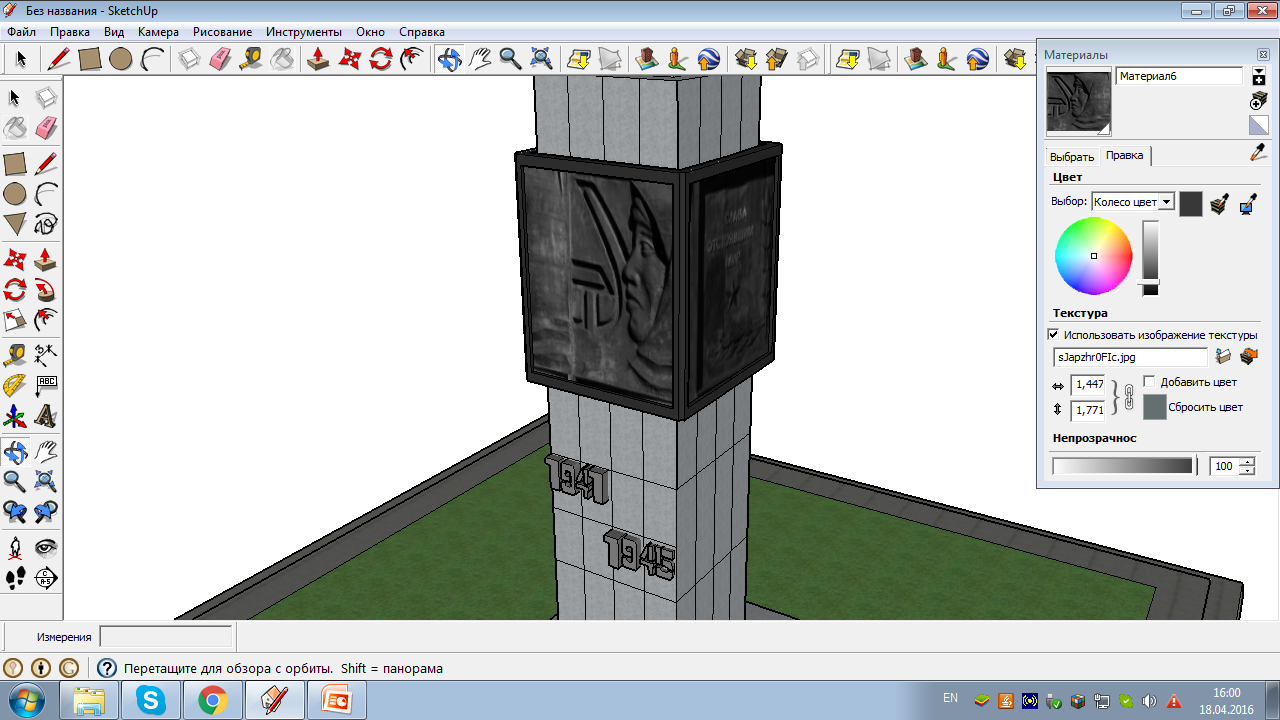 Без названия - SketchUp
Файл Правка Вид Камера Рисование Инструменты Окно Справка
Материалы
Материал6
Выбрать Правка
Цвет
Выбор: Колесо цвет
Текстура
Использовать изображение текстуры
sJapzhr0FIc.jpg
1,447
Добавить цвет
1,771
Сбросить цвет
Непрозрачнос
100
СЛАВА
1941
1945
ABC
A
Измерения
Перетащите для обзора с орбиты. Shift = панорама
EN
16:00
18.04.2016